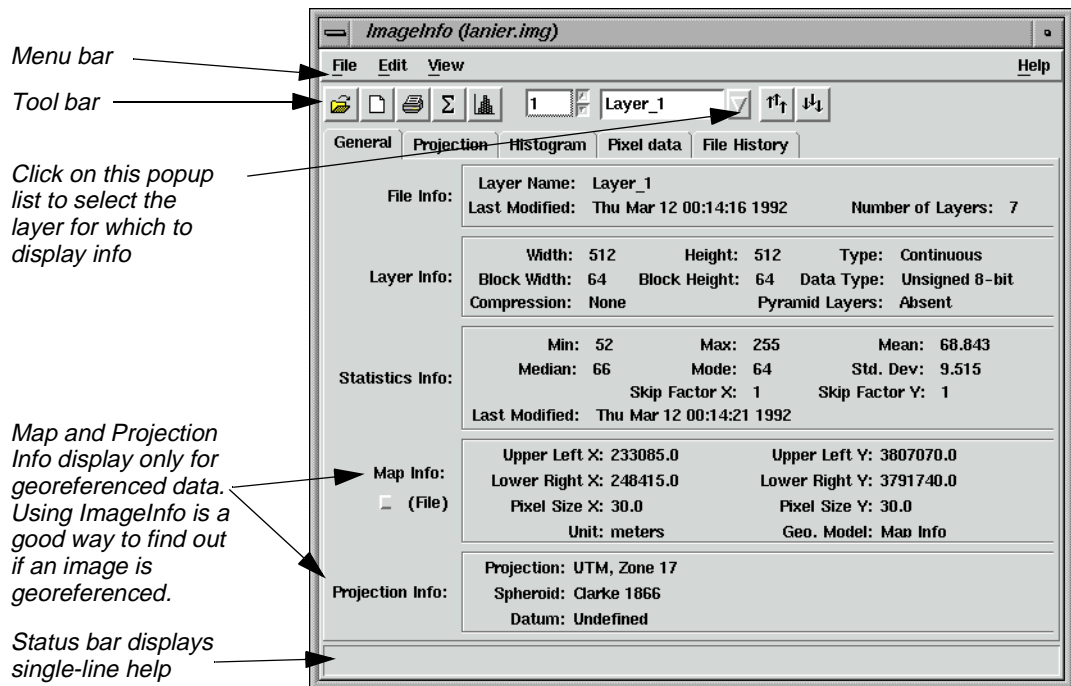 ImageInfo (lanier.img)
Menu bar
File Edit View Help
Tool bar
Σ 1 Layer_1
General Projection Histogram Pixel data File History
Click on this popup
list to select the
layer for which to
display info
File Info:
Layer Name: Layer_1
Last Modified: Thu Mar 12 00:14:16 1992 Number of Layers: 7
Layer Info:
Width: 512 Height: 512 Type: Continuous
Block Width: 64 Block Height: 64 Data Type: Unsigned 8-bit
Compression: None Pyramid Layers: Absent
Statistics Info:
Min: 52 Max: 255 Mean: 68.843
Median: 66 Mode: 64 Std. Dev: 9.515
Skip Factor X: 1 Skip Factor Y: 1
Last Modified: Thu Mar 12 00:14:21 1992
Map and Projection
Info display only for
georeferenced data.
Using ImageInfo is a
good way to find out
if an image is
georeferenced.
Map Info:
(File)
Upper Left X: 233085.0 Upper Left Y: 3807070.0
Lower Right X: 248415.0 Lower Right Y: 3791740.0
Pixel Size X: 30.0 Pixel Size Y: 30.0
Unit: meters Geo. Model: Map Info
Projection Info:
Projection: UTM, Zone 17
Spheroid: Clarke 1866
Datum: Undefined
Status bar displays
single-line help